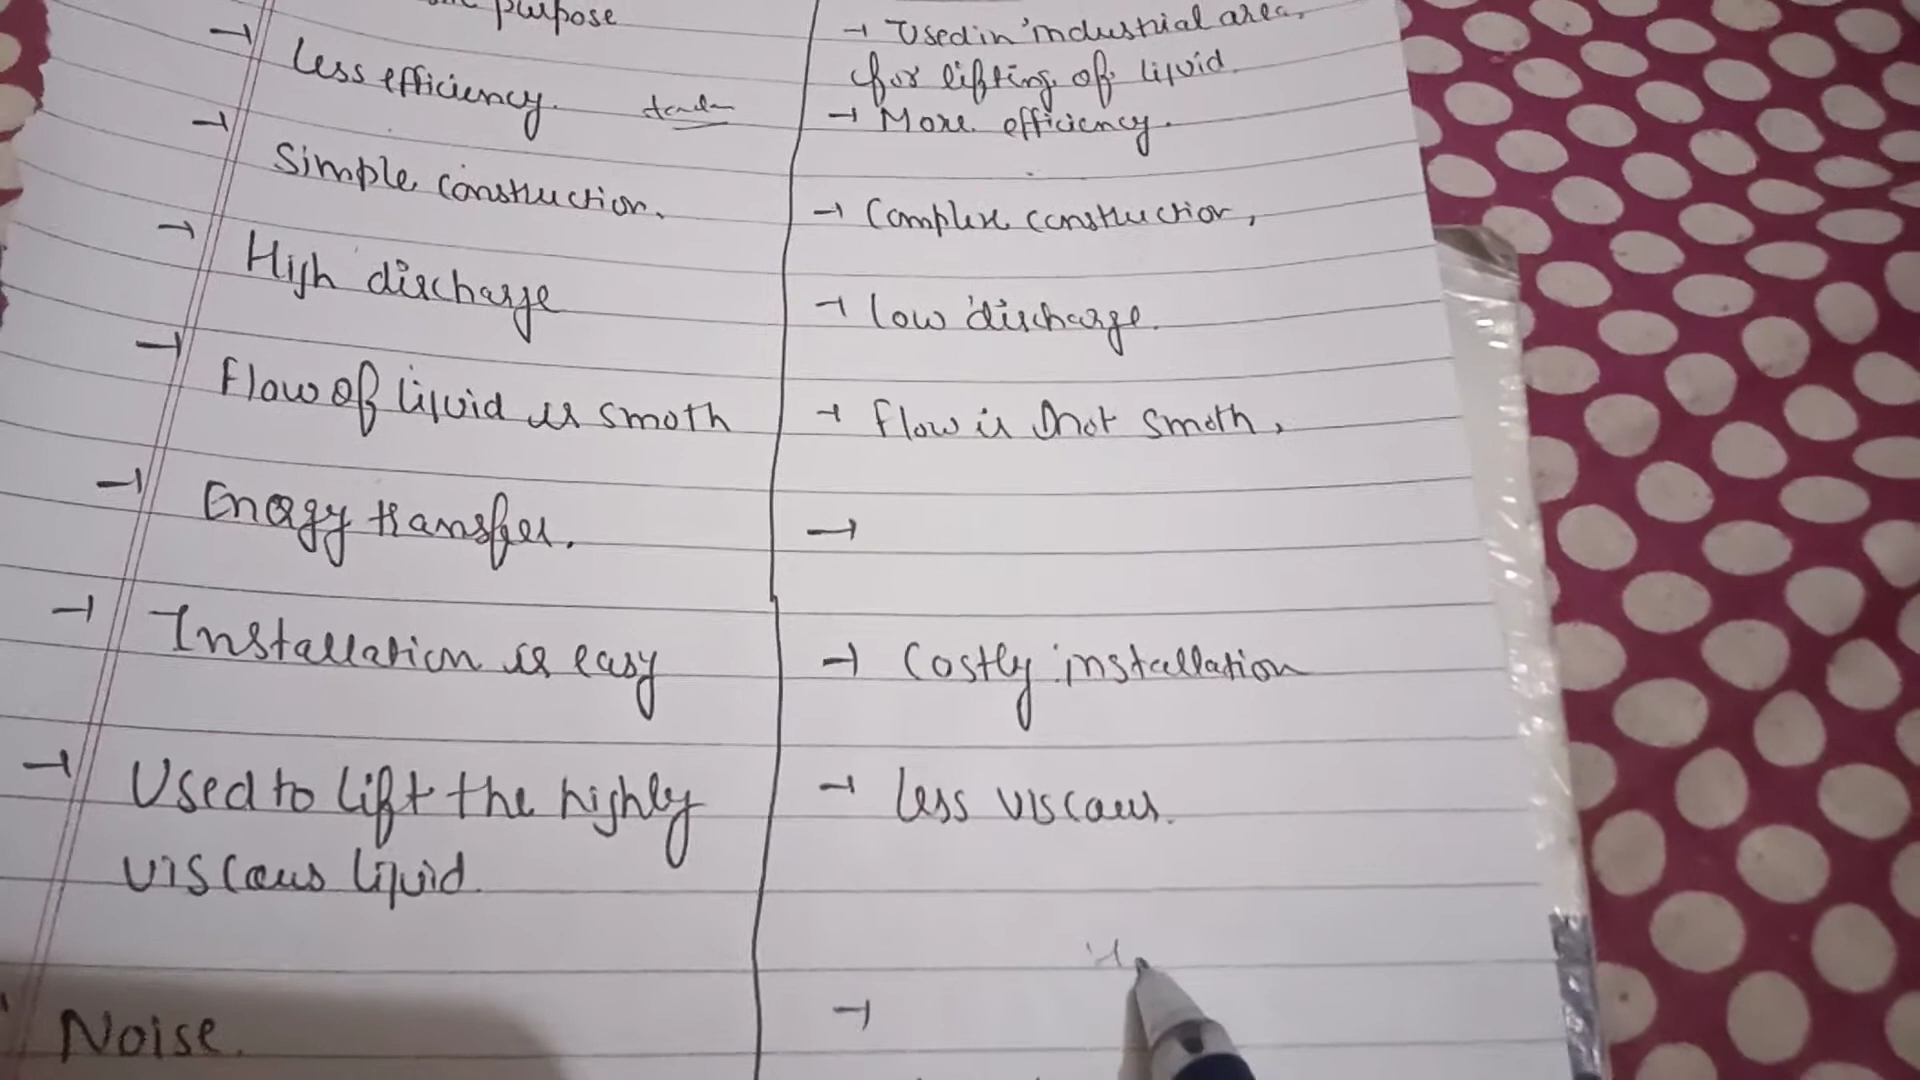 purpose
→ Used in industrial area,
for lifting of liquid.
→ Less efficiency.
→ More efficiency.
→ Simple construction.
→ Complex construction,
→ High discharge
→ low discharge.
→ Flow of liquid is smoth
→ Flow is not smoth,
→ Energy transfer.
→
→ Installation is easy
→ Costly installation
→ Used to lift the highly
viscous liquid.
→ less viscous.
Noise.
→